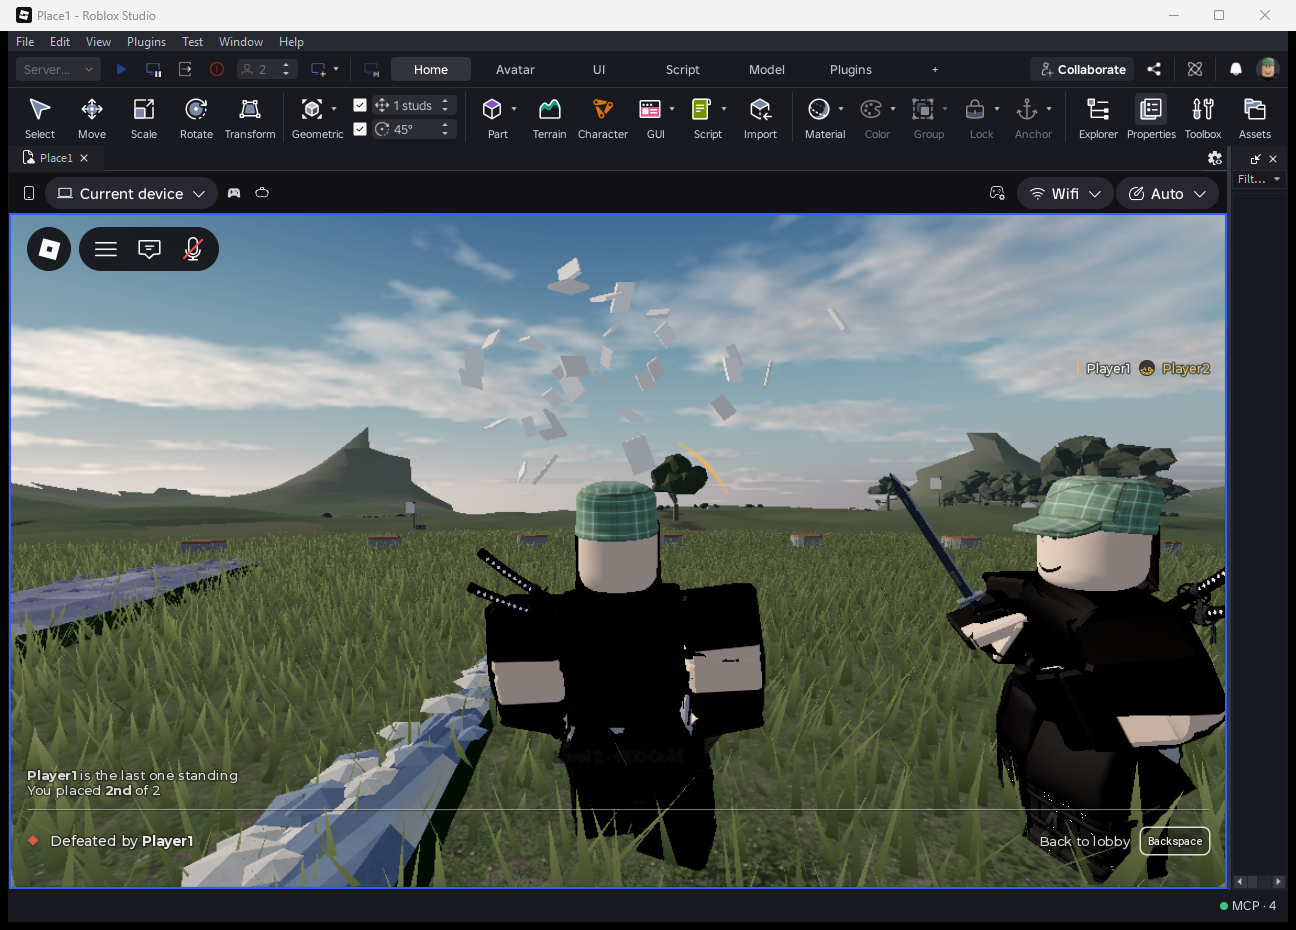 Place1 - Roblox Studio
File Edit View Plugins Test Window Help
Server... 2 Home Avatar UI Script Model Plugins + Collaborate
1 studs
45°
Select Move Scale Rotate Transform Geometric Part Terrain Character GUI Script Import Material Color Group Lock Anchor Explorer Properties Toolbox Assets
Place1
Filt...
Current device Wifi Auto
Player1 Player2
Player1 is the last one standing
You placed 2nd of 2
Defeated by Player1
Back to lobby Backspace
MCP · 4